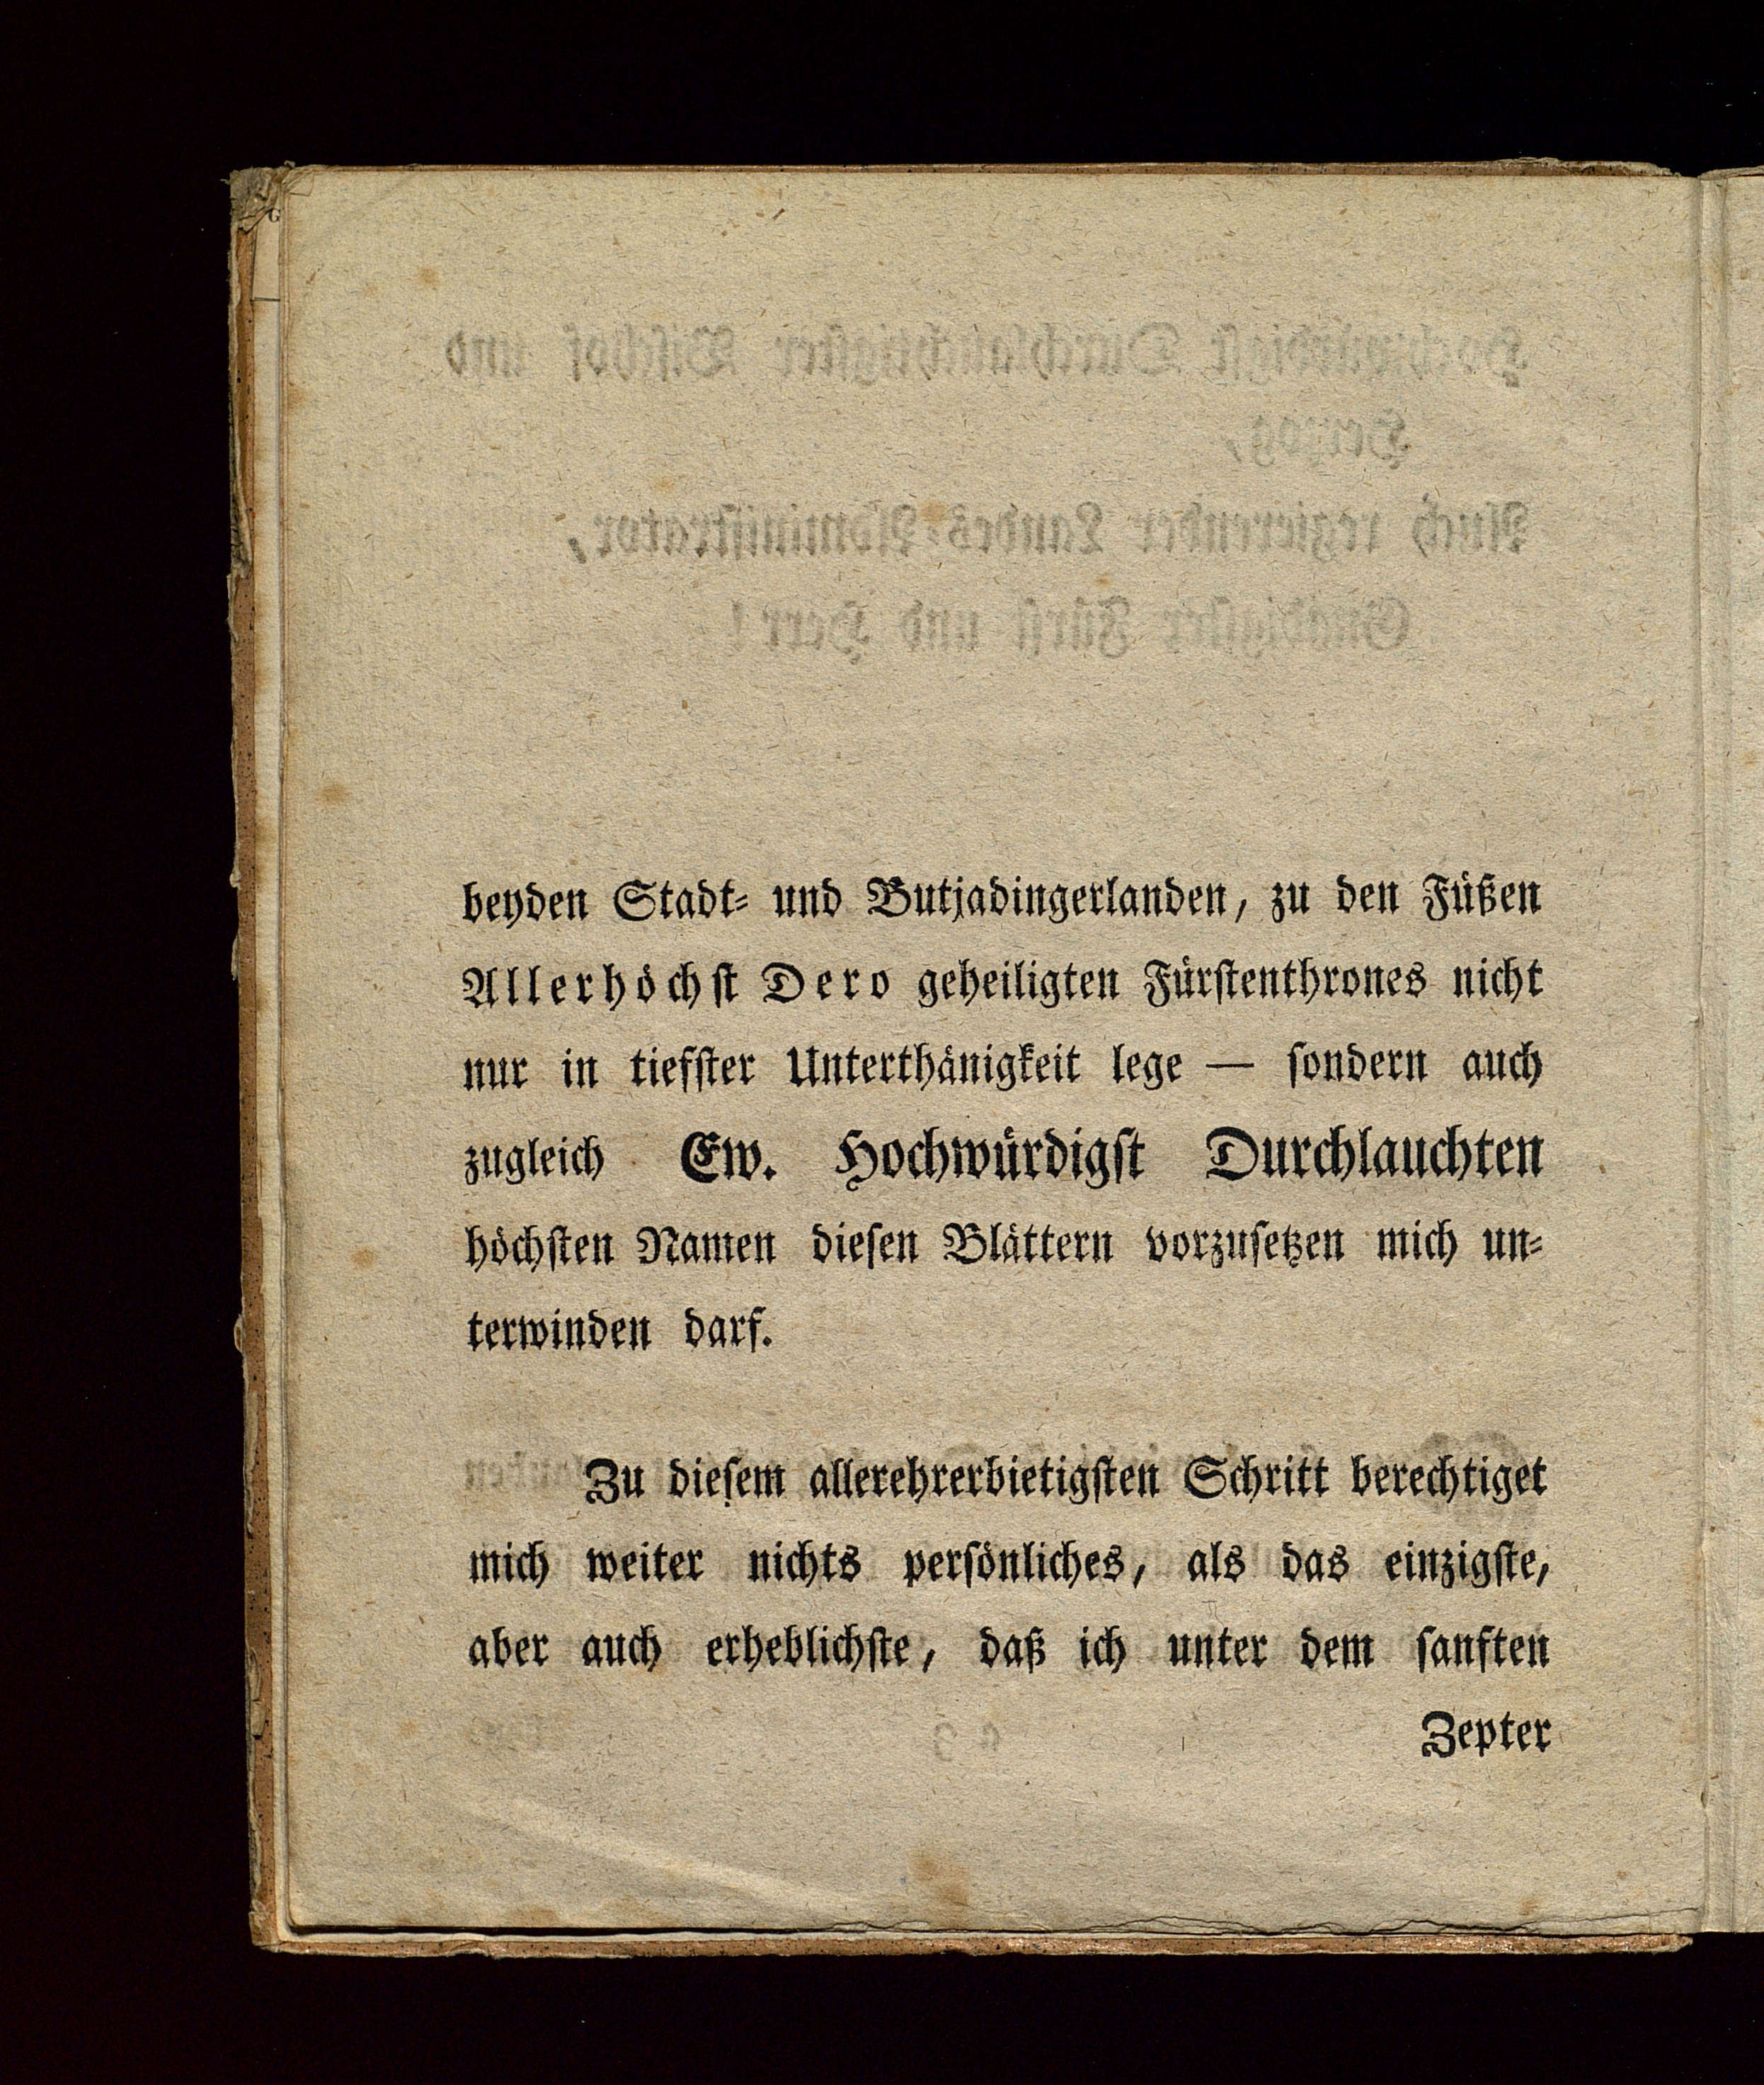 beyden Stadt- und Butjadingerlanden, zu den Füßen
Allerhöchst Dero geheiligten Fürstenthrones nicht
nur in tiefster Unterthänigkeit lege — sondern auch
zugleich Ew. Hochwürdigst Durchlauchten
höchsten Namen diesen Blättern vorzusetzen mich un-
terwinden darf.
Zu diesem allerehrerbietigsten Schritt berechtiget
mich weiter nichts persönliches, als das einzigste,
aber auch erheblichste, daß ich unter dem sanften
Zepter